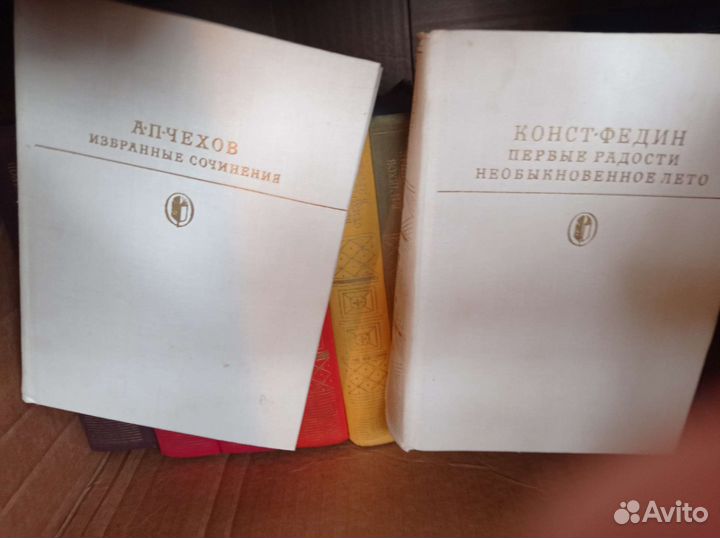 А·П·ЧЕХОВ
ИЗБРАННЫЕ СОЧИНЕНИЯ
КОНСТ·ФЕДИН
ПЕРВЫЕ РАДОСТИ
НЕОБЫКНОВЕННОЕ ЛЕТО
Avito